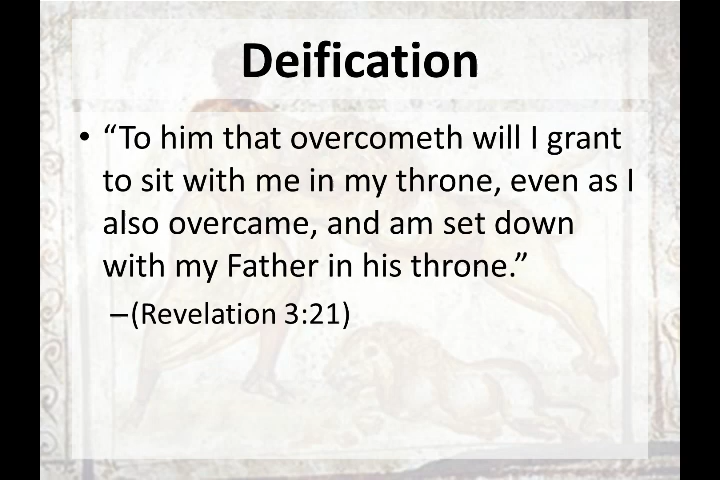 Deification
• “To him that overcometh will I grant
to sit with me in my throne, even as I
also overcame, and am set down
with my Father in his throne.”
–(Revelation 3:21)